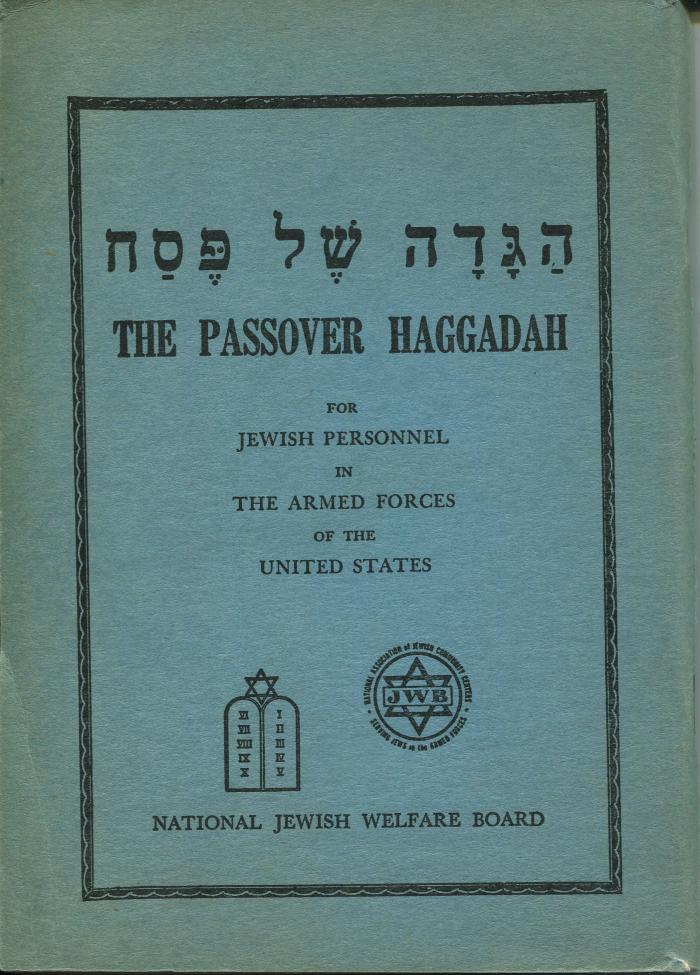 הַגָּדָה שֶׁל פֶּסַח
THE PASSOVER HAGGADAH
FOR
JEWISH PERSONNEL
IN
THE ARMED FORCES
OF THE
UNITED STATES
VI I
VII II
VIII III
IX IV
X V
NATIONAL ASSOCIATION of JEWISH COMMUNITY CENTERS
JWB
SERVING JEWS in the ARMED FORCES
NATIONAL JEWISH WELFARE BOARD